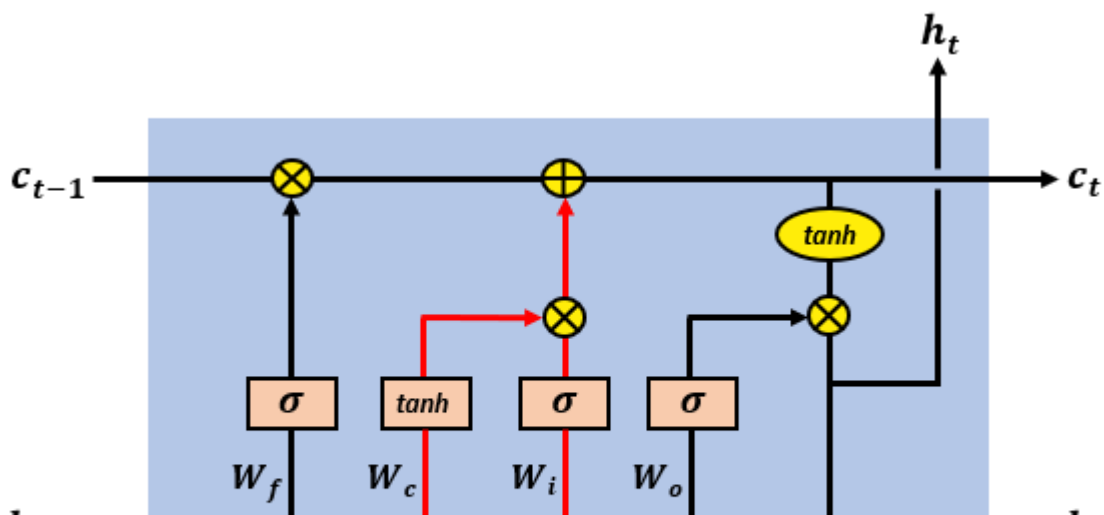 h_t
c_{t-1}
c_t
tanh
σ
tanh
σ
σ
W_f
W_c
W_i
W_o